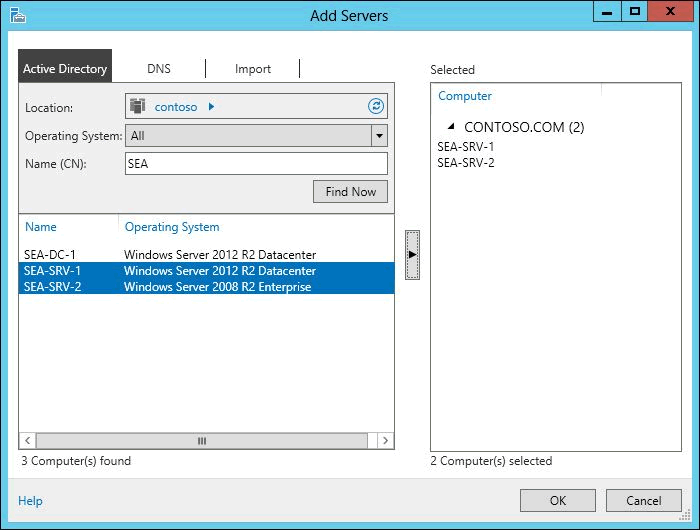 Add Servers
Active Directory
DNS
Import
Location:
contoso
Operating System:
All
Name (CN):
SEA
Find Now
Name Operating System
SEA-DC-1 Windows Server 2012 R2 Datacenter
SEA-SRV-1 Windows Server 2012 R2 Datacenter
SEA-SRV-2 Windows Server 2008 R2 Enterprise
3 Computer(s) found
Selected
Computer
CONTOSO.COM (2)
SEA-SRV-1
SEA-SRV-2
2 Computer(s) selected
Help
OK
Cancel